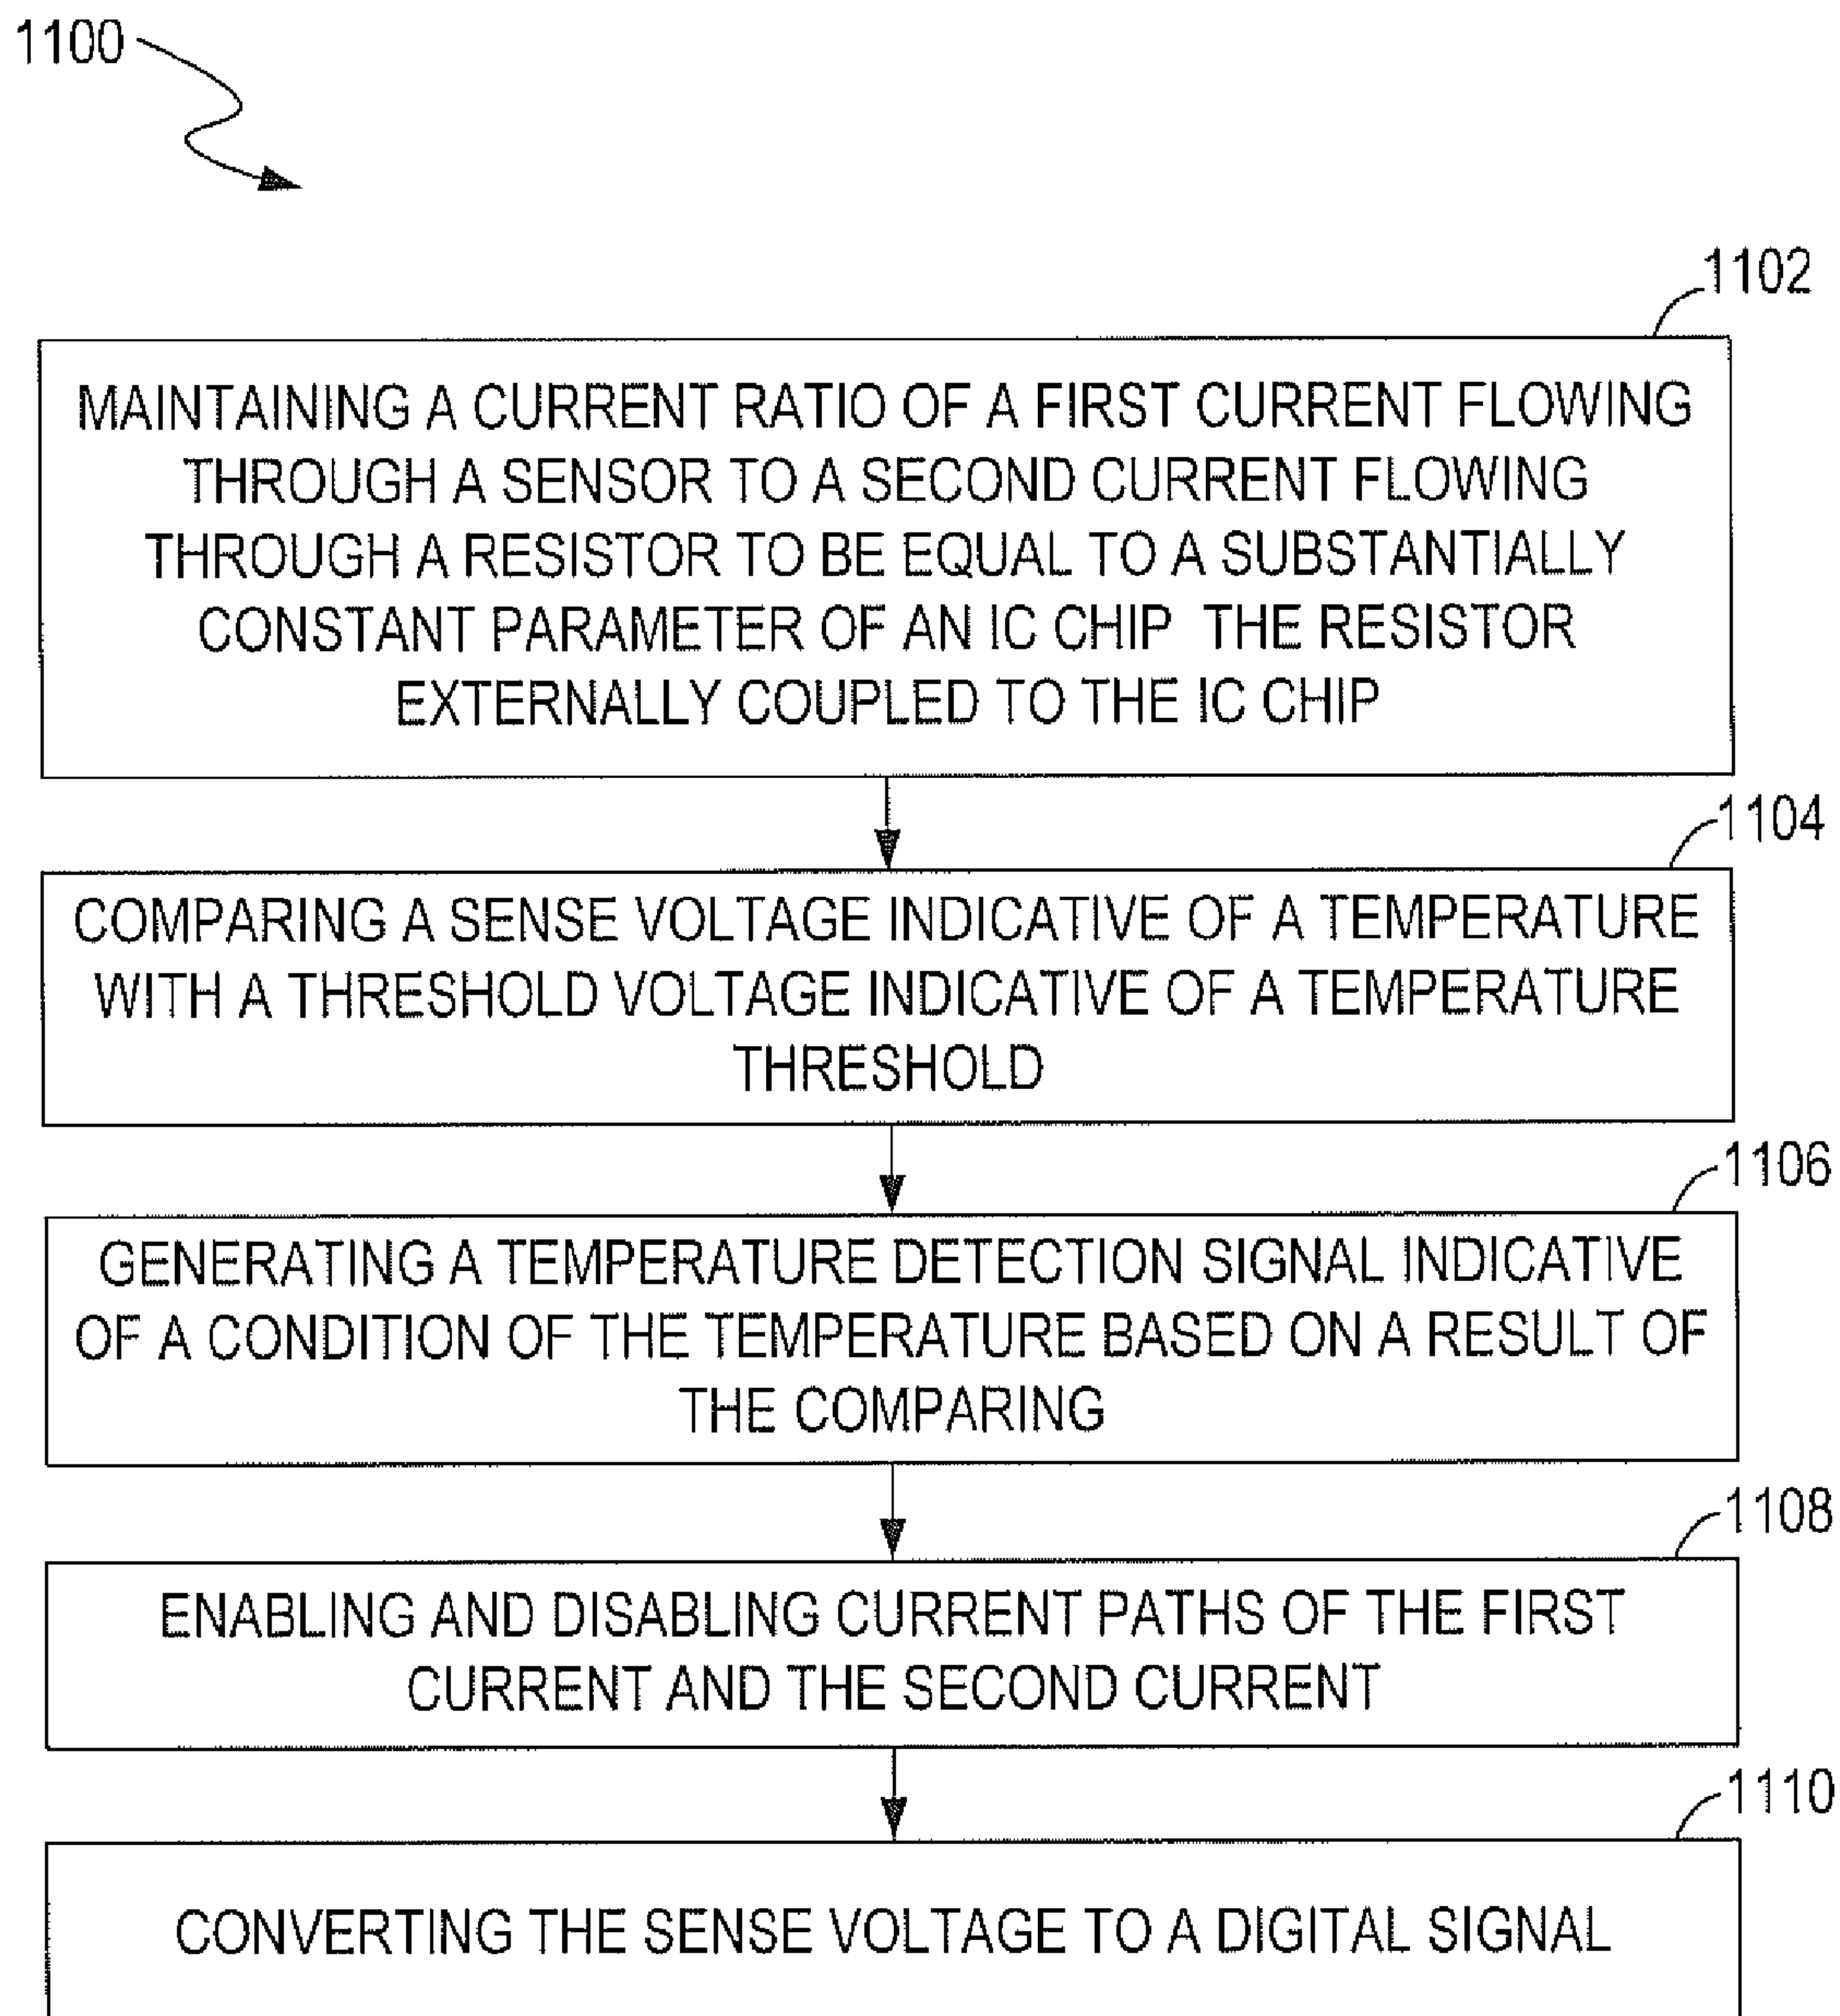 1100
1102
MAINTAINING A CURRENT RATIO OF A FIRST CURRENT FLOWING
THROUGH A SENSOR TO A SECOND CURRENT FLOWING
THROUGH A RESISTOR TO BE EQUAL TO A SUBSTANTIALLY
CONSTANT PARAMETER OF AN IC CHIP THE RESISTOR
EXTERNALLY COUPLED TO THE IC CHIP
1104
COMPARING A SENSE VOLTAGE INDICATIVE OF A TEMPERATURE
WITH A THRESHOLD VOLTAGE INDICATIVE OF A TEMPERATURE
THRESHOLD
1106
GENERATING A TEMPERATURE DETECTION SIGNAL INDICATIVE
OF A CONDITION OF THE TEMPERATURE BASED ON A RESULT OF
THE COMPARING
1108
ENABLING AND DISABLING CURRENT PATHS OF THE FIRST
CURRENT AND THE SECOND CURRENT
1110
CONVERTING THE SENSE VOLTAGE TO A DIGITAL SIGNAL